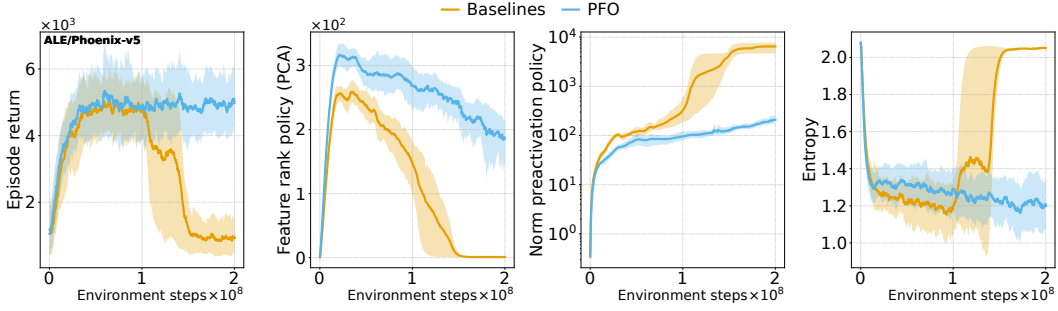 Baselines PFO
×10³
ALE/Phoenix-v5
Episode return
6
4
2
0 1 2
Environment steps×10⁸
×10²
Feature rank policy (PCA)
3
2
1
0
0 1 2
Environment steps×10⁸
Norm preactivation policy
10⁴
10³
10²
10¹
10⁰
0 1 2
Environment steps×10⁸
Entropy
2.0
1.8
1.6
1.4
1.2
1.0
0 1 2
Environment steps×10⁸